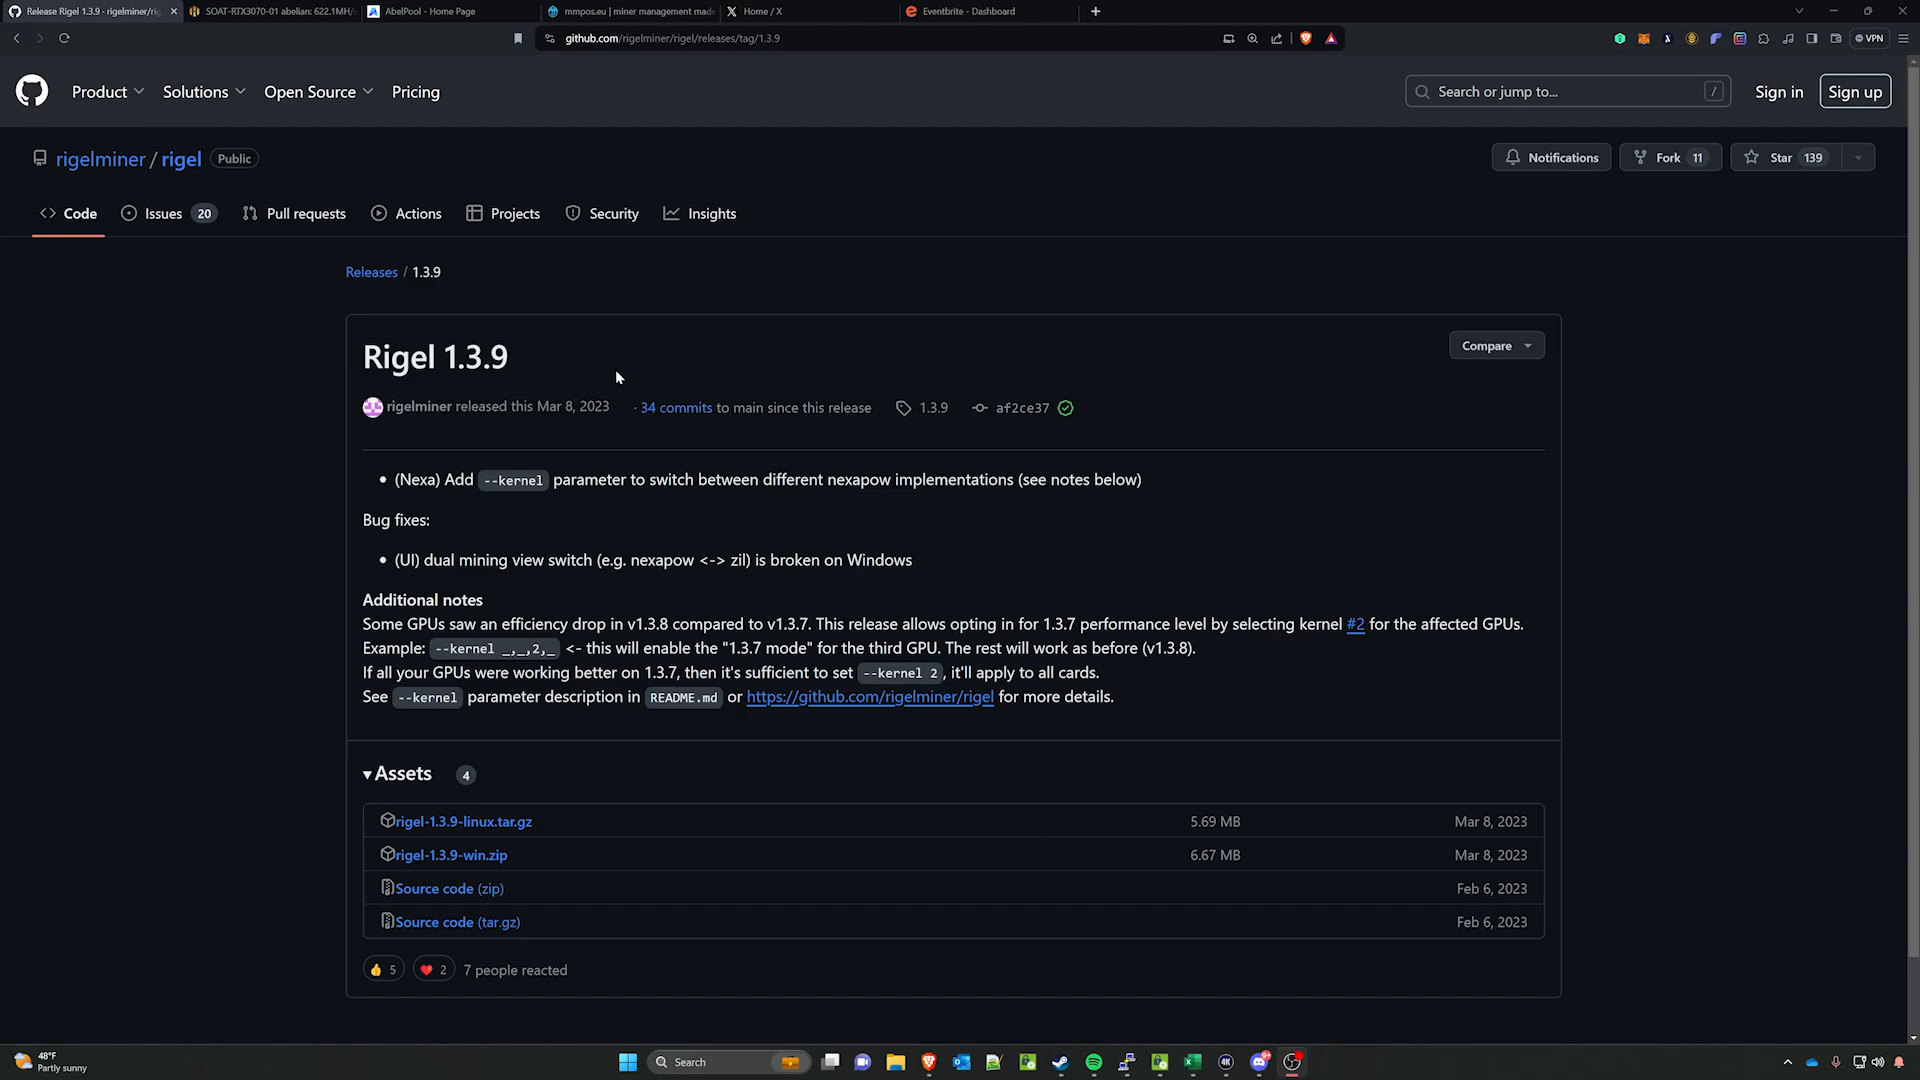 Release Rigel 1.3.9 - rigelminer/rig
SOAT-RTX3070-01 abelian: 622.1MH/s
AbelPool - Home Page
mmpos.eu | miner management made
Home / X
Eventbrite - Dashboard
github.com/rigelminer/rigel/releases/tag/1.3.9
VPN
Product
Solutions
Open Source
Pricing
Search or jump to...
/
Sign in
Sign up
rigelminer / rigel
Public
Notifications
Fork 11
Star 139
Code
Issues 20
Pull requests
Actions
Projects
Security
Insights
Releases / 1.3.9
Rigel 1.3.9
Compare
rigelminer released this Mar 8, 2023 · 34 commits to main since this release 1.3.9 af2ce37
• (Nexa) Add --kernel parameter to switch between different nexapow implementations (see notes below)
Bug fixes:
• (UI) dual mining view switch (e.g. nexapow <-> zil) is broken on Windows
Additional notes
Some GPUs saw an efficiency drop in v1.3.8 compared to v1.3.7. This release allows opting in for 1.3.7 performance level by selecting kernel #2 for the affected GPUs.
Example: --kernel _,_,2,_ <- this will enable the "1.3.7 mode" for the third GPU. The rest will work as before (v1.3.8).
If all your GPUs were working better on 1.3.7, then it's sufficient to set --kernel 2, it'll apply to all cards.
See --kernel parameter description in README.md or https://github.com/rigelminer/rigel for more details.
Assets 4
rigel-1.3.9-linux.tar.gz 5.69 MB Mar 8, 2023
rigel-1.3.9-win.zip 6.67 MB Mar 8, 2023
Source code (zip) Feb 6, 2023
Source code (tar.gz) Feb 6, 2023
5 2 7 people reacted
48°F
Partly sunny
Search
4K